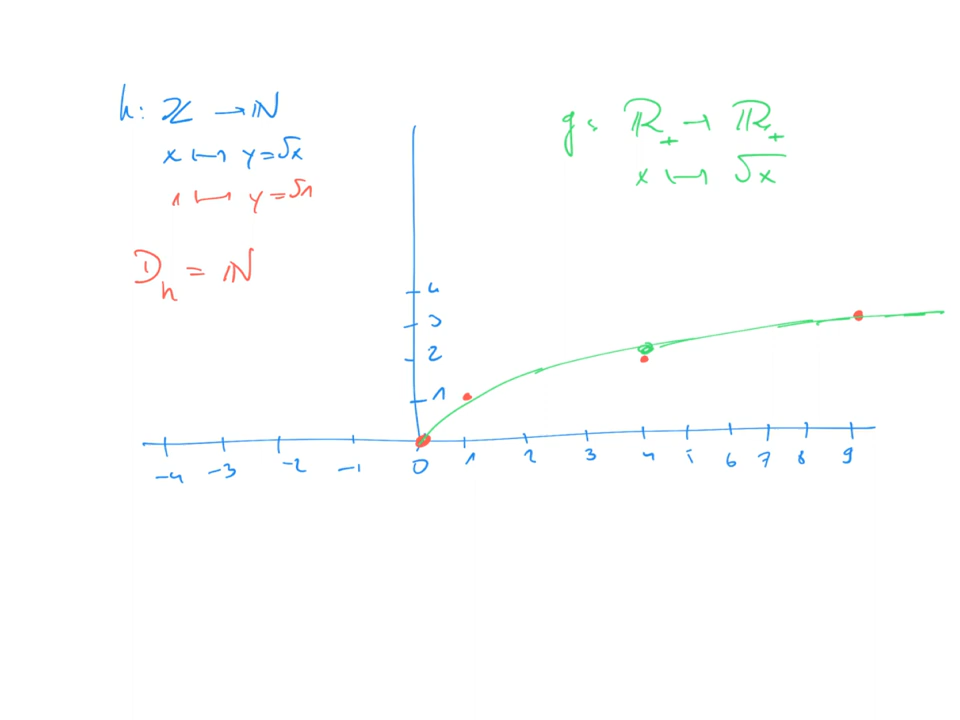 h: ℤ → ℕ
x ↦ y = √x
1 ↦ y = √1
D_h = ℕ
g: ℝ₊ → ℝ₊
x ↦ √x
4
3
2
1
-4 -3 -2 -1 0 1 2 3 4 5 6 7 8 9